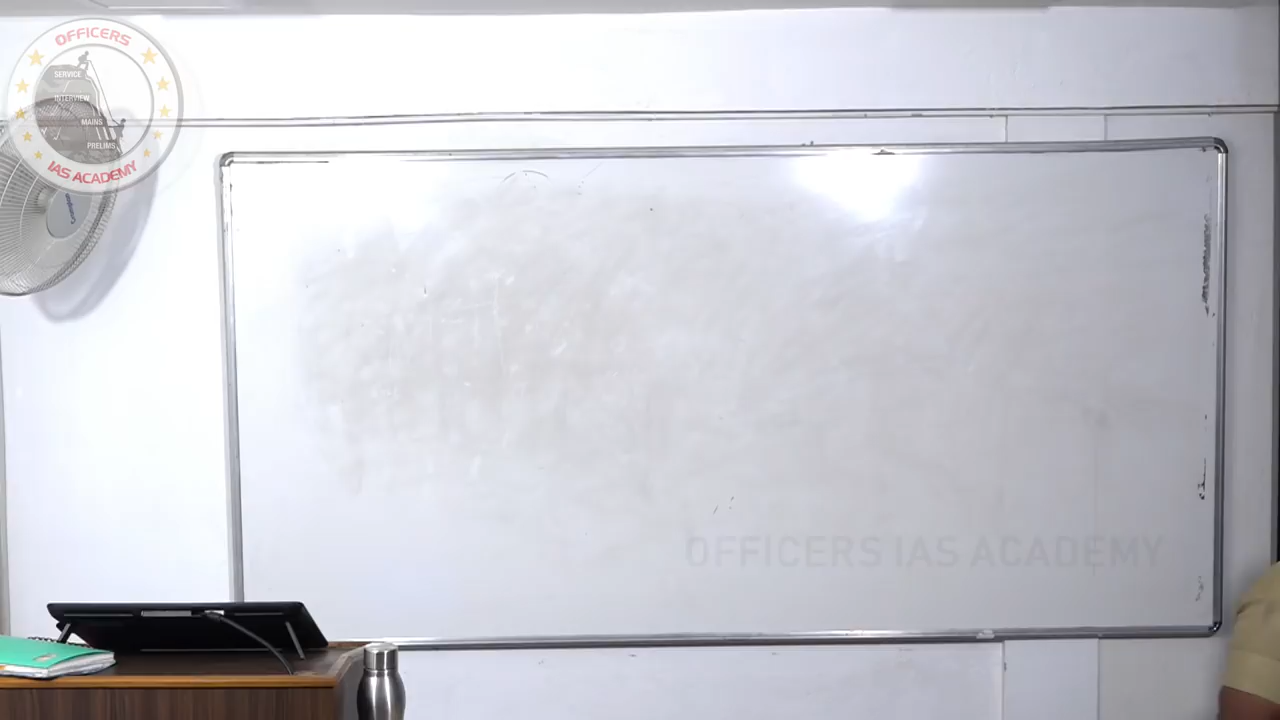 OFFICERS
SERVICE
INTERVIEW
MAINS
PRELIMS
IAS ACADEMY
OFFICERS IAS ACADEMY